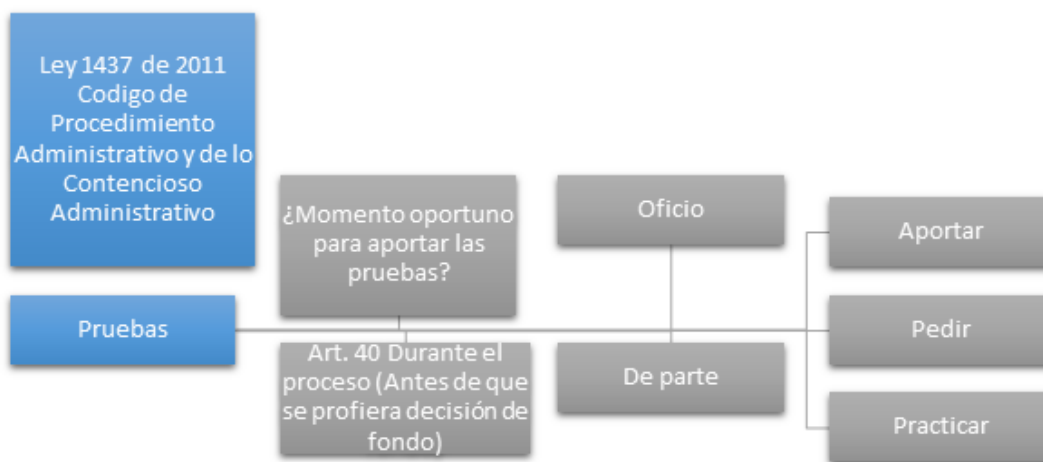 Ley 1437 de 2011
Codigo de
Procedimiento
Administrativo y de lo
Contencioso
Administrativo
¿Momento oportuno
para aportar las
pruebas?
Oficio
Aportar
Pruebas
Pedir
Art. 40 Durante el
proceso (Antes de que
se profiera decisión de
fondo)
De parte
Practicar